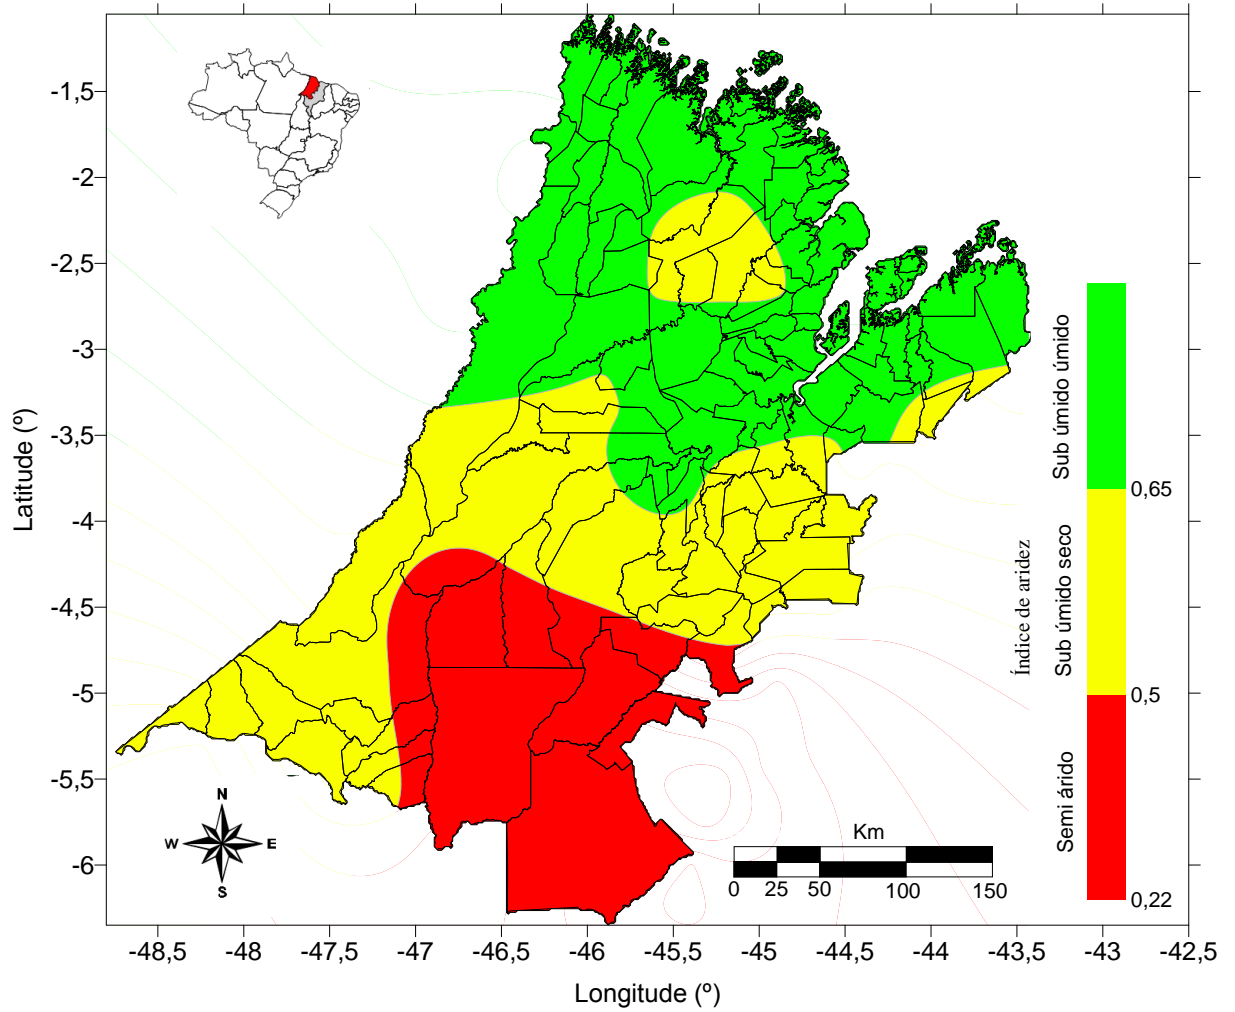 -1,5
-2
-2,5
-3
-3,5
-4
-4,5
-5
-5,5
-6
Latitude (º)
-48,5
-48
-47,5
-47
-46,5
-46
-45,5
-45
-44,5
-44
-43,5
-43
-42,5
Longitude (º)
N
W
E
S
Km
0
25
50
100
150
Índice de aridez
Sub úmido úmido
Sub úmido seco
Semi árido
0,65
0,5
0,22